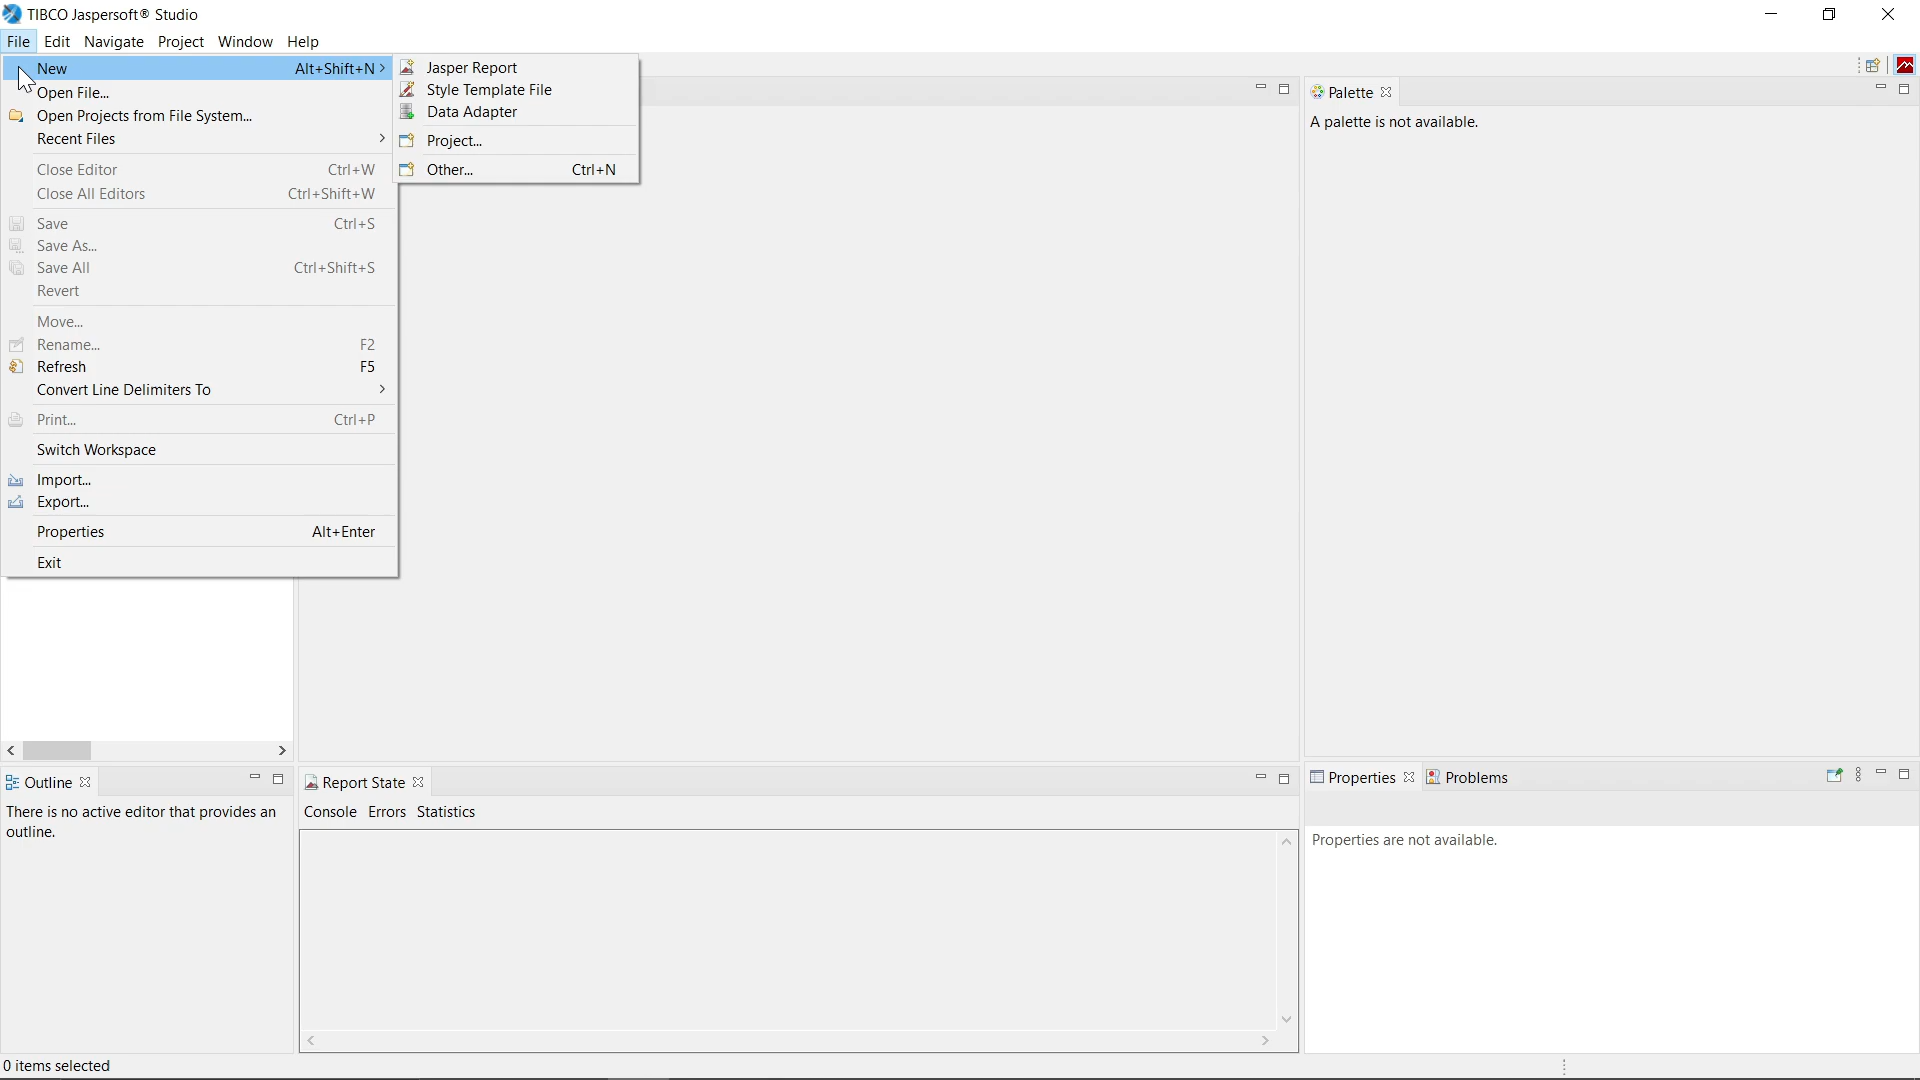 TIBCO Jaspersoft® Studio
File Edit Navigate Project Window Help
New Alt+Shift+N
Open File...
Open Projects from File System...
Recent Files
Close Editor Ctrl+W
Close All Editors Ctrl+Shift+W
Save Ctrl+S
Save As...
Save All Ctrl+Shift+S
Revert
Move...
Rename... F2
Refresh F5
Convert Line Delimiters To
Print... Ctrl+P
Switch Workspace
Import...
Export...
Properties Alt+Enter
Exit
Jasper Report
Style Template File
Data Adapter
Project...
Other... Ctrl+N
Palette
A palette is not available.
Outline
There is no active editor that provides an
outline.
Report State
Console Errors Statistics
Properties Problems
Properties are not available.
0 items selected